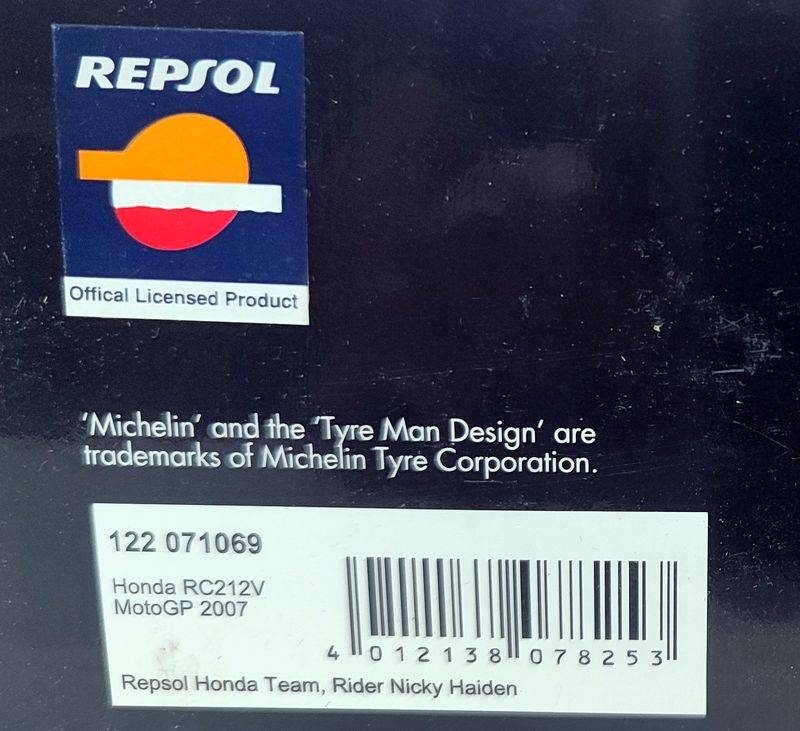 REPSOL
Offical Licensed Product
'Michelin' and the 'Tyre Man Design' are
trademarks of Michelin Tyre Corporation.
122 071069
Honda RC212V
MotoGP 2007
4 012138 078253
Repsol Honda Team, Rider Nicky Haiden